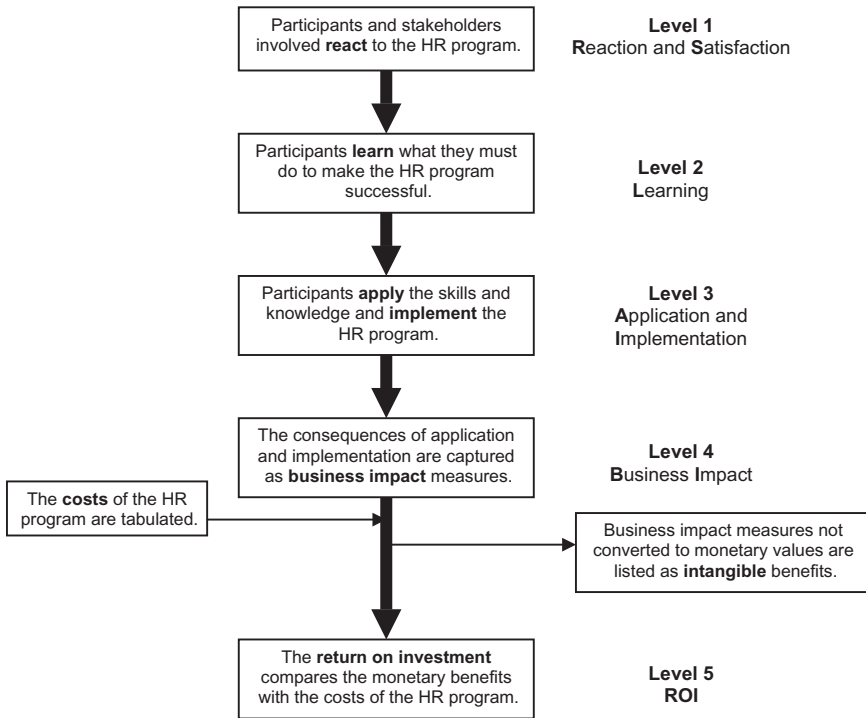 Participants and stakeholders
involved react to the HR program.
Level 1
Reaction and Satisfaction
Participants learn what they must
do to make the HR program
successful.
Level 2
Learning
Participants apply the skills and
knowledge and implement the
HR program.
Level 3
Application and
Implementation
The consequences of application
and implementation are captured
as business impact measures.
Level 4
Business Impact
The costs of the HR
program are tabulated.
Business impact measures not
converted to monetary values are
listed as intangible benefits.
The return on investment
compares the monetary benefits
with the costs of the HR program.
Level 5
ROI